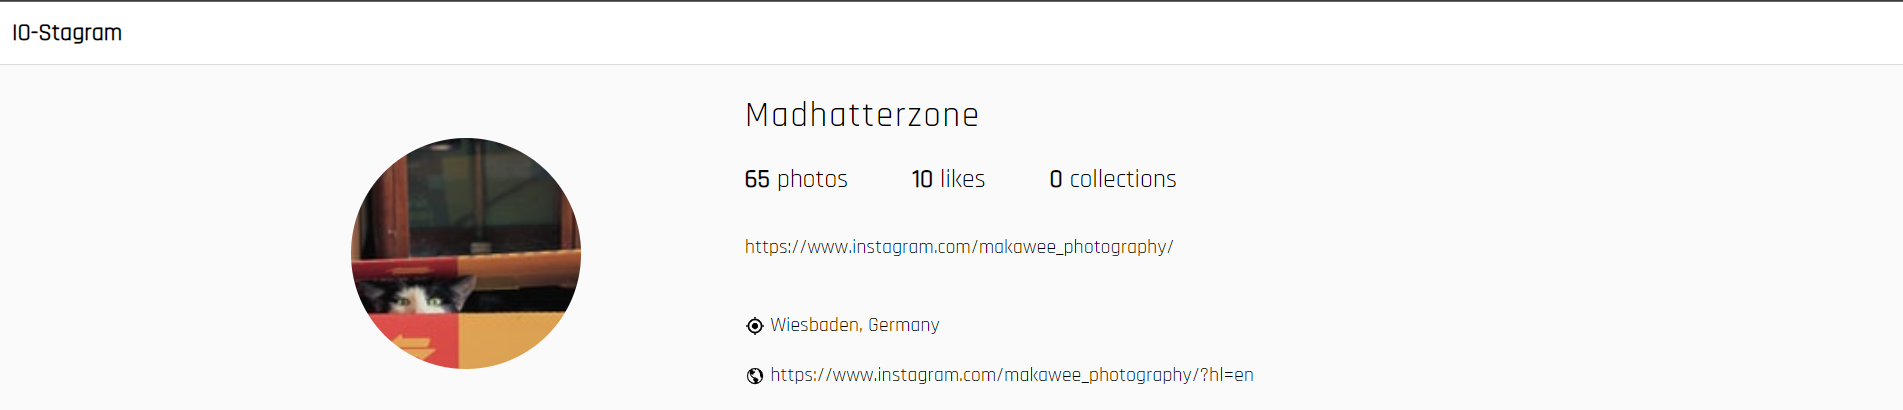 IO-Stagram
Madhatterzone
65 photos 10 likes 0 collections
https://www.instagram.com/makawee_photography/
Wiesbaden, Germany
https://www.instagram.com/makawee_photography/?hl=en